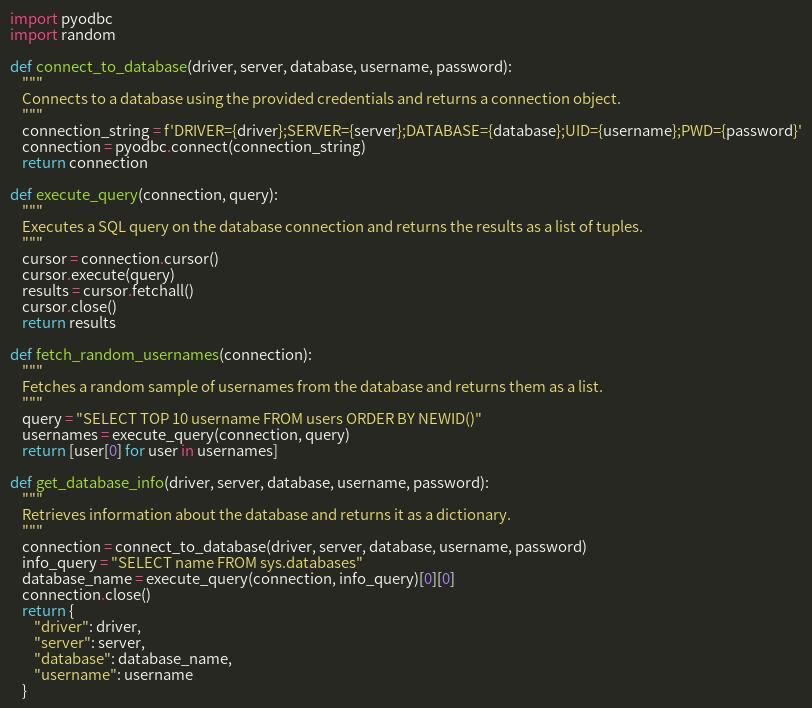 import pyodbc
import random

def connect_to_database(driver, server, database, username, password):
    """
    Connects to a database using the provided credentials and returns a connection object.
    """
    connection_string = f'DRIVER={driver};SERVER={server};DATABASE={database};UID={username};PWD={password}'
    connection = pyodbc.connect(connection_string)
    return connection

def execute_query(connection, query):
    """
    Executes a SQL query on the database connection and returns the results as a list of tuples.
    """
    cursor = connection.cursor()
    cursor.execute(query)
    results = cursor.fetchall()
    cursor.close()
    return results

def fetch_random_usernames(connection):
    """
    Fetches a random sample of usernames from the database and returns them as a list.
    """
    query = "SELECT TOP 10 username FROM users ORDER BY NEWID()"
    usernames = execute_query(connection, query)
    return [user[0] for user in usernames]

def get_database_info(driver, server, database, username, password):
    """
    Retrieves information about the database and returns it as a dictionary.
    """
    connection = connect_to_database(driver, server, database, username, password)
    info_query = "SELECT name FROM sys.databases"
    database_name = execute_query(connection, info_query)[0][0]
    connection.close()
    return {
        "driver": driver,
        "server": server,
        "database": database_name,
        "username": username
    }